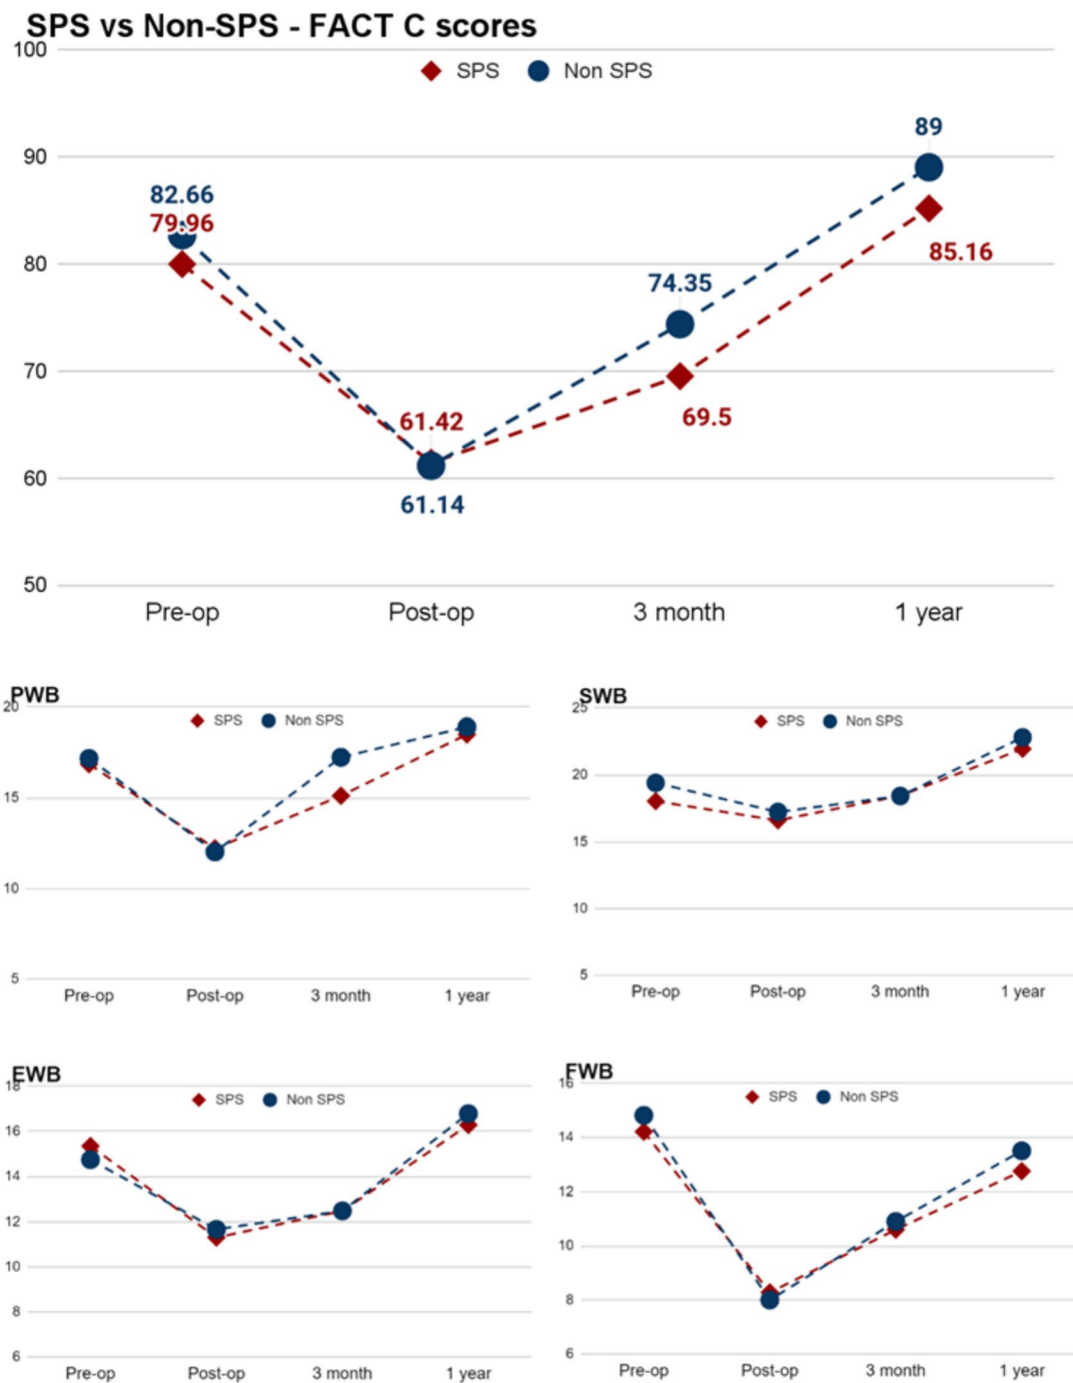 SPS vs Non-SPS - FACT C scores
100
SPS Non SPS
89
90
82.66
79.96
85.16
80
74.35
70
61.42
69.5
60
61.14
50
Pre-op Post-op 3 month 1 year
PWB
20
SPS Non SPS
15
10
5
Pre-op Post-op 3 month 1 year
SWB
25
SPS Non SPS
20
15
10
5
Pre-op Post-op 3 month 1 year
EWB
18
SPS Non SPS
16
14
12
10
8
6
Pre-op Post-op 3 month 1 year
FWB
16
SPS Non SPS
14
12
10
8
6
Pre-op Post-op 3 month 1 year